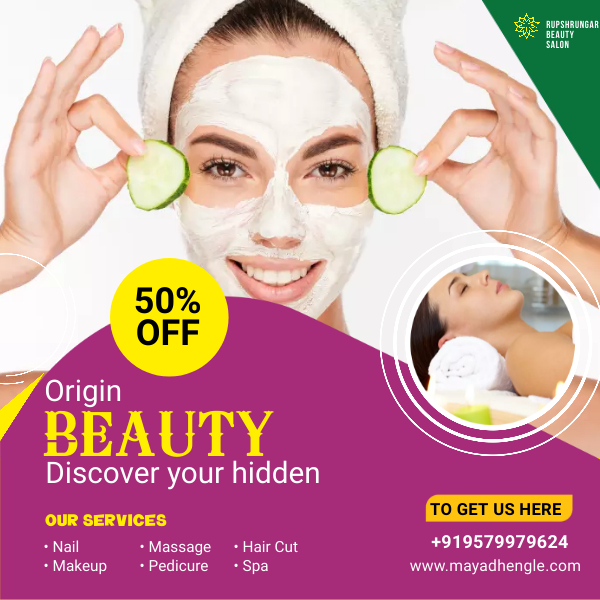 RUPSHRUNGAR
BEAUTY
SALON
50%
OFF
Origin
BEAUTY
Discover your hidden
OUR SERVICES
• Nail • Massage • Hair Cut
• Makeup • Pedicure • Spa
TO GET US HERE
+919579979624
www.mayadhengle.com